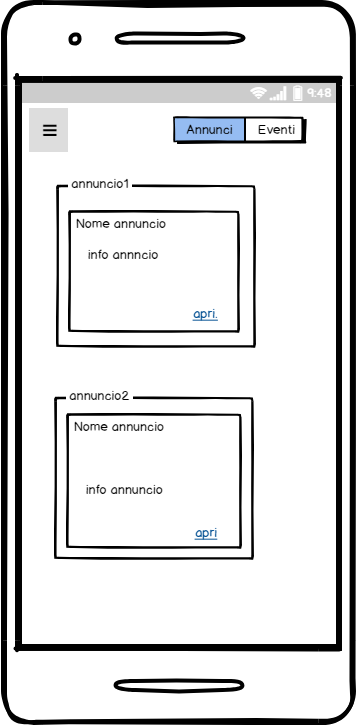 9:48
Annunci Eventi
annuncio1
Nome annuncio
info annncio
apri.
annuncio2
Nome annuncio
info annuncio
apri